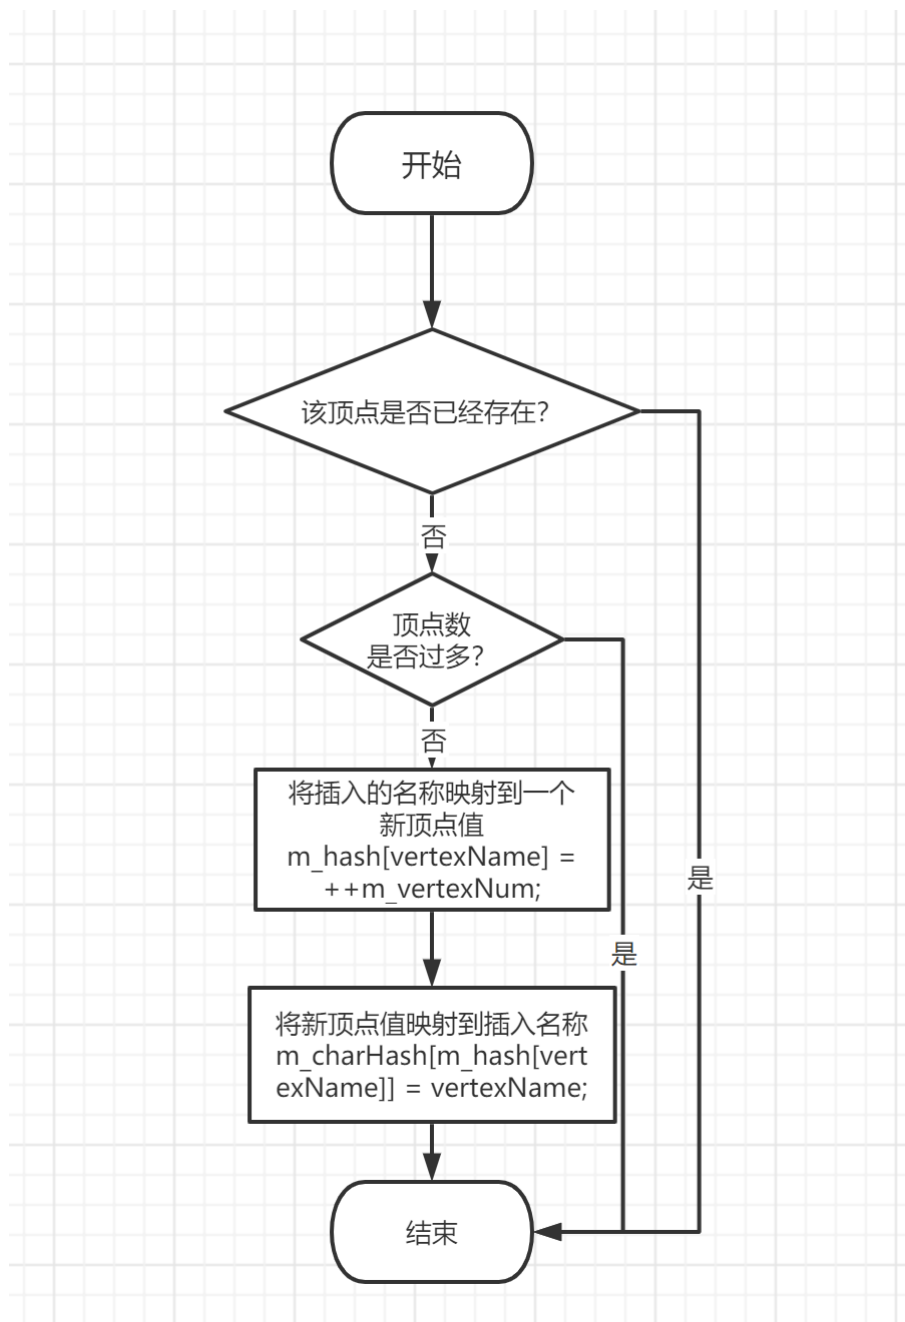 开始
该顶点是否已经存在？
否
顶点数
是否过多？
否
将插入的名称映射到一个
新顶点值
m_hash[vertexName] =
++m_vertexNum;
是
是
将新顶点值映射到插入名称
m_charHash[m_hash[vert
exName]] = vertexName;
结束